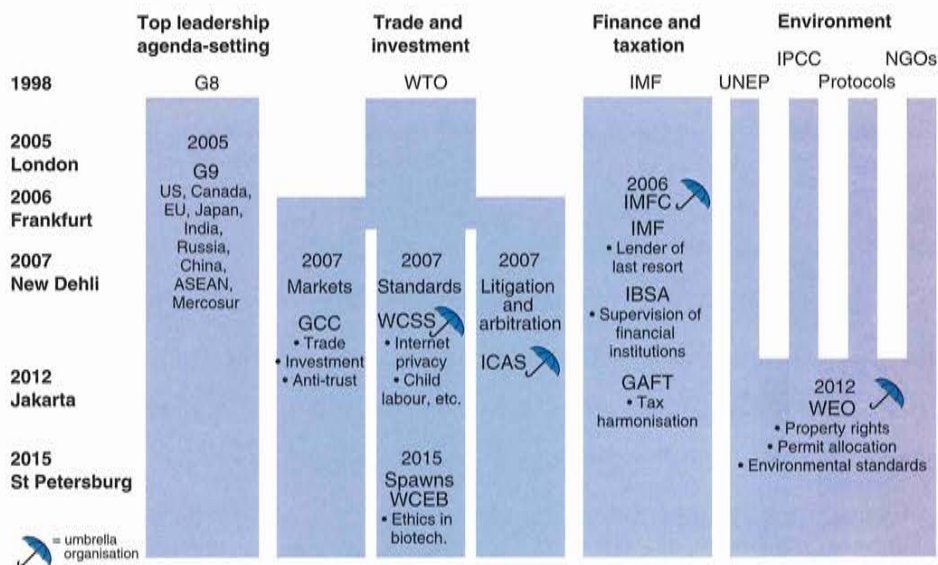 Top leadership
agenda-setting
Trade and
investment
Finance and
taxation
Environment
1998
G8
WTO
IMF
UNEP
IPCC
Protocols
NGOs
2005
London
2006
Frankfurt
2007
New Dehli
2012
Jakarta
2015
St Petersburg
2005
G9
US, Canada,
EU, Japan,
India,
Russia,
China,
ASEAN,
Mercosur
2007
Markets
GCC
• Trade
• Investment
• Anti-trust
2007
Standards
WCSS
• Internet
privacy
• Child
labour, etc.
2015
Spawns
WCEB
• Ethics in
biotech.
2007
Litigation
and
arbitration
ICAS
2006
IMFC
IMF
• Lender of
last resort
IBSA
• Supervision of
financial
institutions
GAFT
• Tax
harmonisation
2012
WEO
• Property rights
• Permit allocation
• Environmental standards
= umbrella
organisation